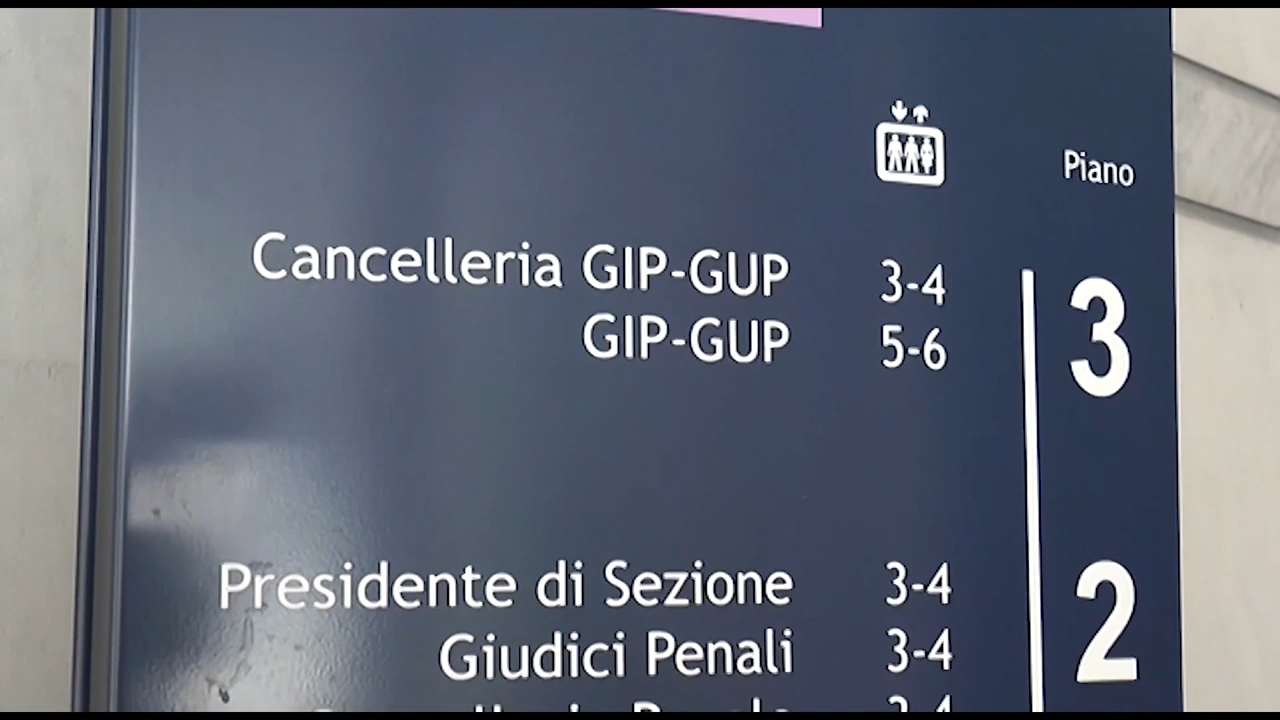 Piano
Cancelleria GIP-GUP 3-4 3
GIP-GUP 5-6
Presidente di Sezione 3-4 2
Giudici Penali 3-4